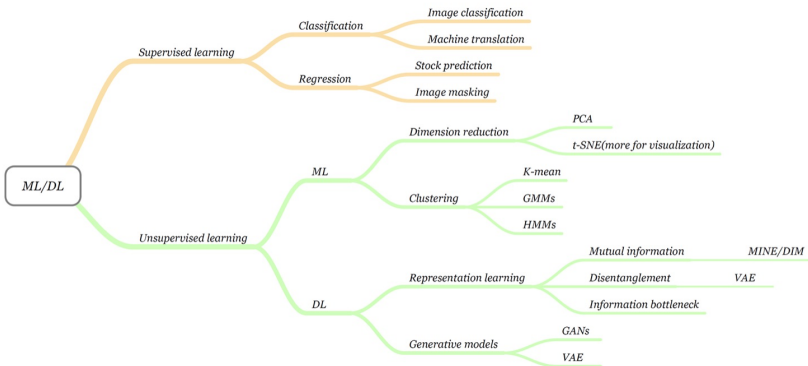 Image classification
Classification
Machine translation
Supervised learning
Stock prediction
Regression
Image masking
PCA
Dimension reduction
t-SNE(more for visualization)
ML
K-mean
ML/DL
Clustering
GMMs
HMMs
Unsupervised learning
Mutual information MINE/DIM
Representation learning
Disentanglement VAE
DL
Information bottleneck
GANs
Generative models
VAE